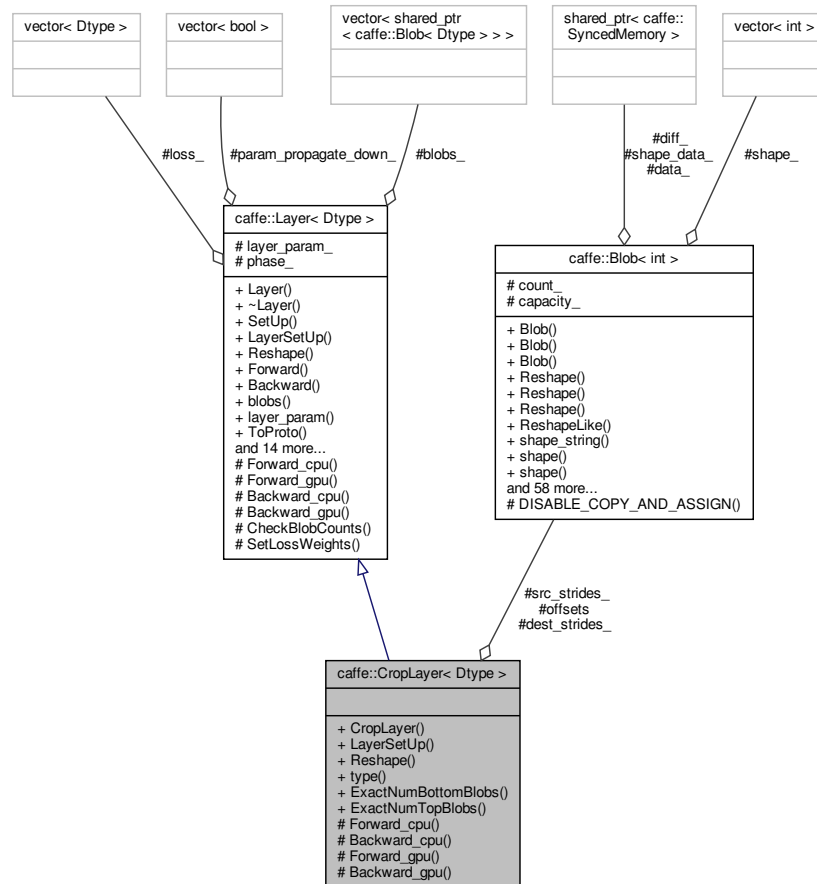 vector< Dtype >
vector< bool >
vector< shared_ptr
< caffe::Blob< Dtype > > >
shared_ptr< caffe::
SyncedMemory >
vector< int >
#loss_
#param_propagate_down_
#blobs_
#diff_
#shape_data_
#data_
#shape_
caffe::Layer< Dtype >
# layer_param_
# phase_
+ Layer()
+ ~Layer()
+ SetUp()
+ LayerSetUp()
+ Reshape()
+ Forward()
+ Backward()
+ blobs()
+ layer_param()
+ ToProto()
and 14 more...
# Forward_cpu()
# Forward_gpu()
# Backward_cpu()
# Backward_gpu()
# CheckBlobCounts()
# SetLossWeights()
caffe::Blob< int >
# count_
# capacity_
+ Blob()
+ Blob()
+ Blob()
+ Reshape()
+ Reshape()
+ Reshape()
+ ReshapeLike()
+ shape_string()
+ shape()
+ shape()
and 58 more...
# DISABLE_COPY_AND_ASSIGN()
#src_strides_
#offsets
#dest_strides_
caffe::CropLayer< Dtype >
+ CropLayer()
+ LayerSetUp()
+ Reshape()
+ type()
+ ExactNumBottomBlobs()
+ ExactNumTopBlobs()
# Forward_cpu()
# Backward_cpu()
# Forward_gpu()
# Backward_gpu()